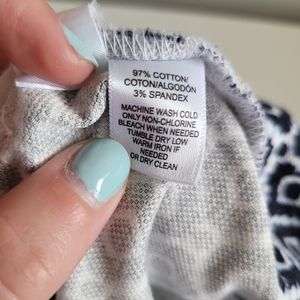 97% COTTON/
COTON/ALGODÓN
3% SPANDEX
MACHINE WASH COLD
ONLY NON-CHLORINE
BLEACH WHEN NEEDED
TUMBLE DRY LOW
WARM IRON IF
NEEDED
OR DRY CLEAN